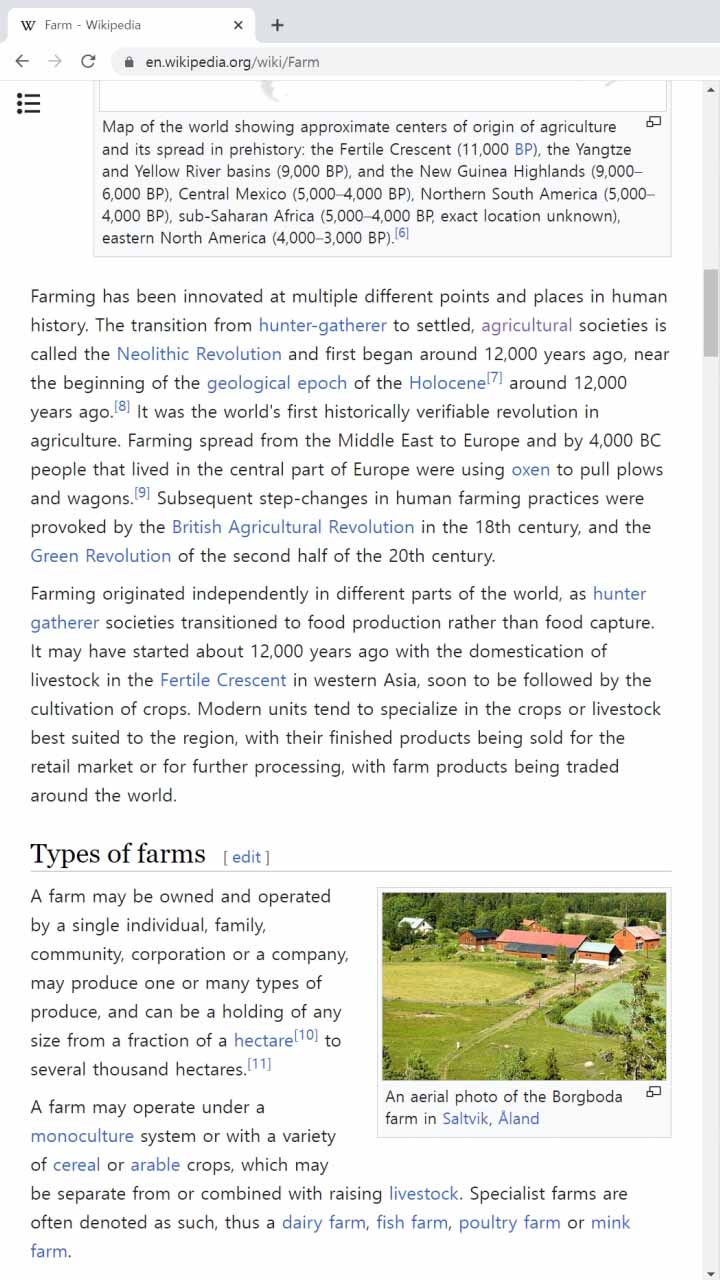 Farm - Wikipedia
en.wikipedia.org/wiki/Farm
Map of the world showing approximate centers of origin of agriculture
and its spread in prehistory: the Fertile Crescent (11,000 BP), the Yangtze
and Yellow River basins (9,000 BP), and the New Guinea Highlands (9,000–
6,000 BP), Central Mexico (5,000–4,000 BP), Northern South America (5,000–
4,000 BP), sub-Saharan Africa (5,000–4,000 BP, exact location unknown),
eastern North America (4,000–3,000 BP).[6]
Farming has been innovated at multiple different points and places in human
history. The transition from hunter-gatherer to settled, agricultural societies is
called the Neolithic Revolution and first began around 12,000 years ago, near
the beginning of the geological epoch of the Holocene[7] around 12,000
years ago.[8] It was the world's first historically verifiable revolution in
agriculture. Farming spread from the Middle East to Europe and by 4,000 BC
people that lived in the central part of Europe were using oxen to pull plows
and wagons.[9] Subsequent step-changes in human farming practices were
provoked by the British Agricultural Revolution in the 18th century, and the
Green Revolution of the second half of the 20th century.
Farming originated independently in different parts of the world, as hunter
gatherer societies transitioned to food production rather than food capture.
It may have started about 12,000 years ago with the domestication of
livestock in the Fertile Crescent in western Asia, soon to be followed by the
cultivation of crops. Modern units tend to specialize in the crops or livestock
best suited to the region, with their finished products being sold for the
retail market or for further processing, with farm products being traded
around the world.
Types of farms [ edit ]
A farm may be owned and operated
by a single individual, family,
community, corporation or a company,
may produce one or many types of
produce, and can be a holding of any
size from a fraction of a hectare[10] to
several thousand hectares.[11]
An aerial photo of the Borgboda
farm in Saltvik, Åland
A farm may operate under a
monoculture system or with a variety
of cereal or arable crops, which may
be separate from or combined with raising livestock. Specialist farms are
often denoted as such, thus a dairy farm, fish farm, poultry farm or mink
farm.